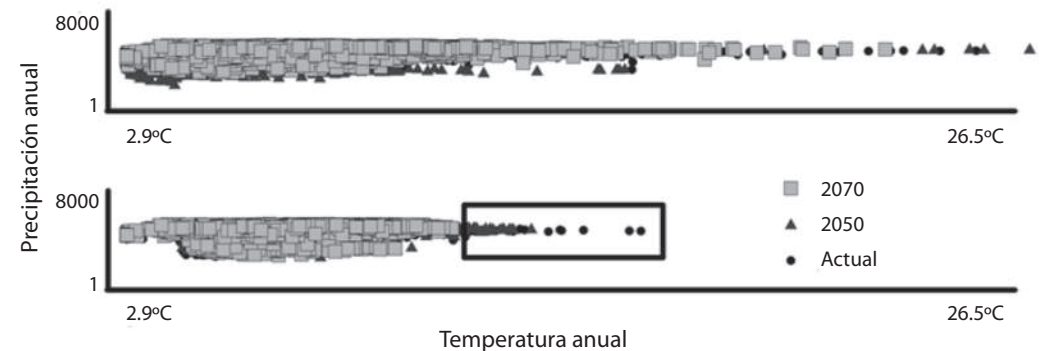 8000
Precipitación anual
1
2.9ºC
26.5ºC
8000
1
2.9ºC
26.5ºC
2070
2050
Actual
Temperatura anual